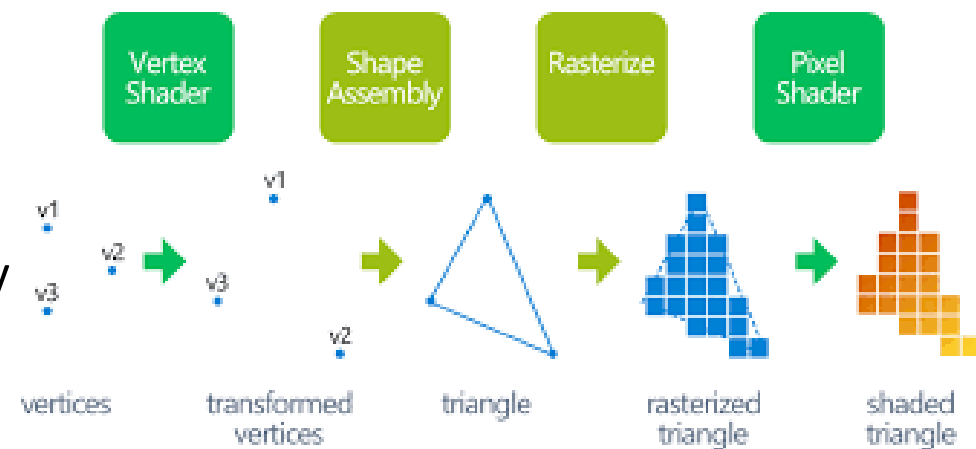 Vertex
Shader
Shape
Assembly
Rasterize
Pixel
Shader
v1
v2
v3
v1
v3
v2
y
vertices
transformed
vertices
triangle
rasterized
triangle
shaded
triangle